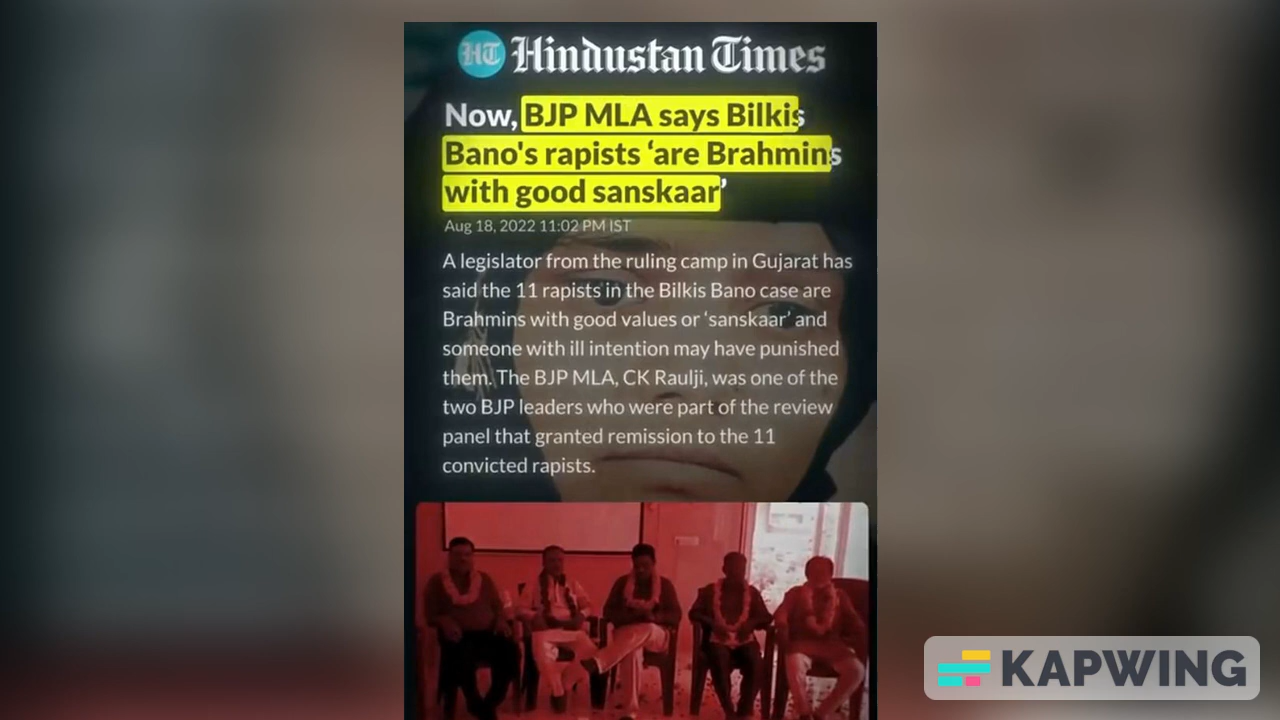 HT Hindustan Times
Now, BJP MLA says Bilkis
Bano's rapists ‘are Brahmins
with good sanskaar’
Aug 18, 2022 11:02 PM IST
A legislator from the ruling camp in Gujarat has
said the 11 rapists in the Bilkis Bano case are
Brahmins with good values or ‘sanskaar’ and
someone with ill intention may have punished
them. The BJP MLA, CK Raulji, was one of the
two BJP leaders who were part of the review
panel that granted remission to the 11
convicted rapists.
KAPWING